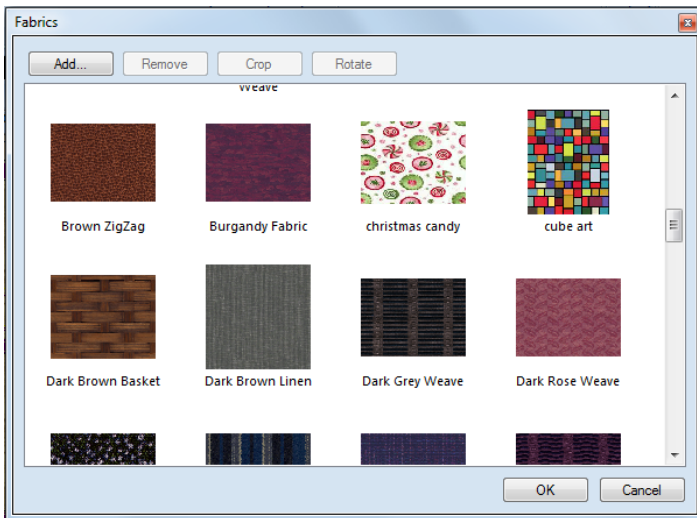 Fabrics
Add...
Remove
Crop
Rotate
Weave
Brown ZigZag
Burgandy Fabric
christmas candy
cube art
Dark Brown Basket
Dark Brown Linen
Dark Grey Weave
Dark Rose Weave
OK
Cancel